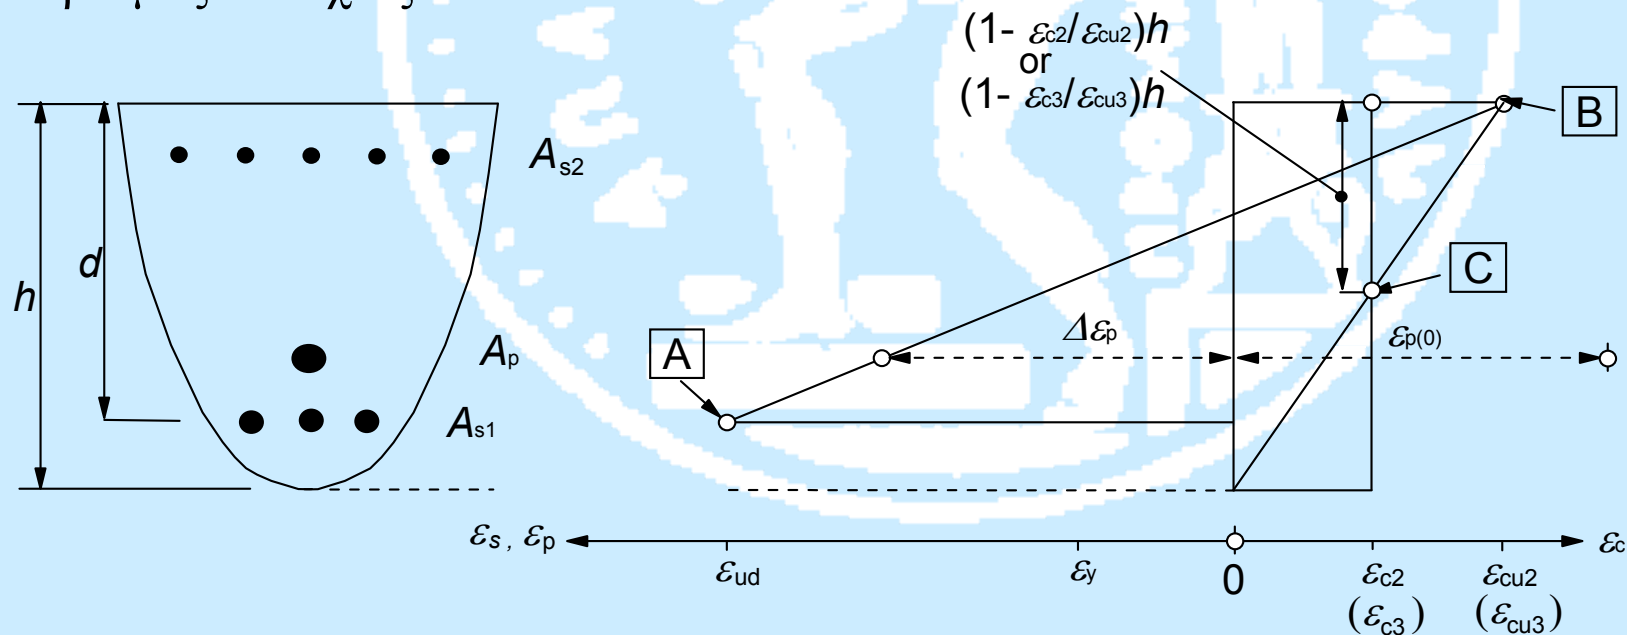 (1- εc2/εcu2)h
or
(1- εc3/εcu3)h
B
As2
d
h
C
Δεp
εp(0)
A
Ap
As1
εs , εp
εc
εud
εy
0
εc2
(εc3)
εcu2
(εcu3)